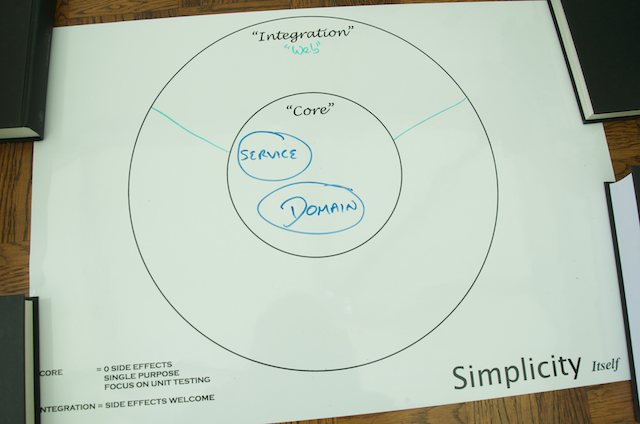 "Integration"
"Web"
"Core"
SERVICE
DOMAIN
CORE = 0 SIDE EFFECTS
SINGLE PURPOSE
FOCUS ON UNIT TESTING
INTEGRATION = SIDE EFFECTS WELCOME
Simplicity Itself